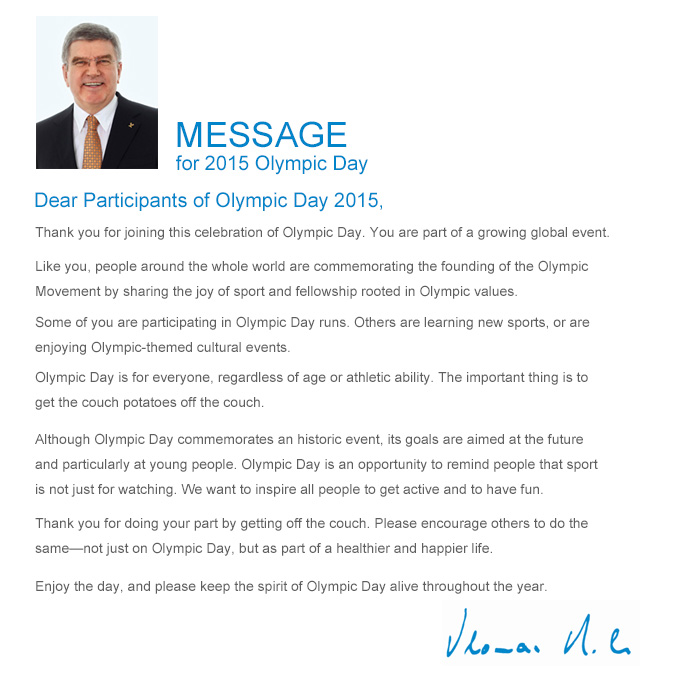 MESSAGE
for 2015 Olympic Day
Dear Participants of Olympic Day 2015,
Thank you for joining this celebration of Olympic Day. You are part of a growing global event.
Like you, people around the whole world are commemorating the founding of the Olympic
Movement by sharing the joy of sport and fellowship rooted in Olympic values.
Some of you are participating in Olympic Day runs. Others are learning new sports, or are
enjoying Olympic-themed cultural events.
Olympic Day is for everyone, regardless of age or athletic ability. The important thing is to
get the couch potatoes off the couch.
Although Olympic Day commemorates an historic event, its goals are aimed at the future
and particularly at young people. Olympic Day is an opportunity to remind people that sport
is not just for watching. We want to inspire all people to get active and to have fun.
Thank you for doing your part by getting off the couch. Please encourage others to do the
same—not just on Olympic Day, but as part of a healthier and happier life.
Enjoy the day, and please keep the spirit of Olympic Day alive throughout the year.
Thomas